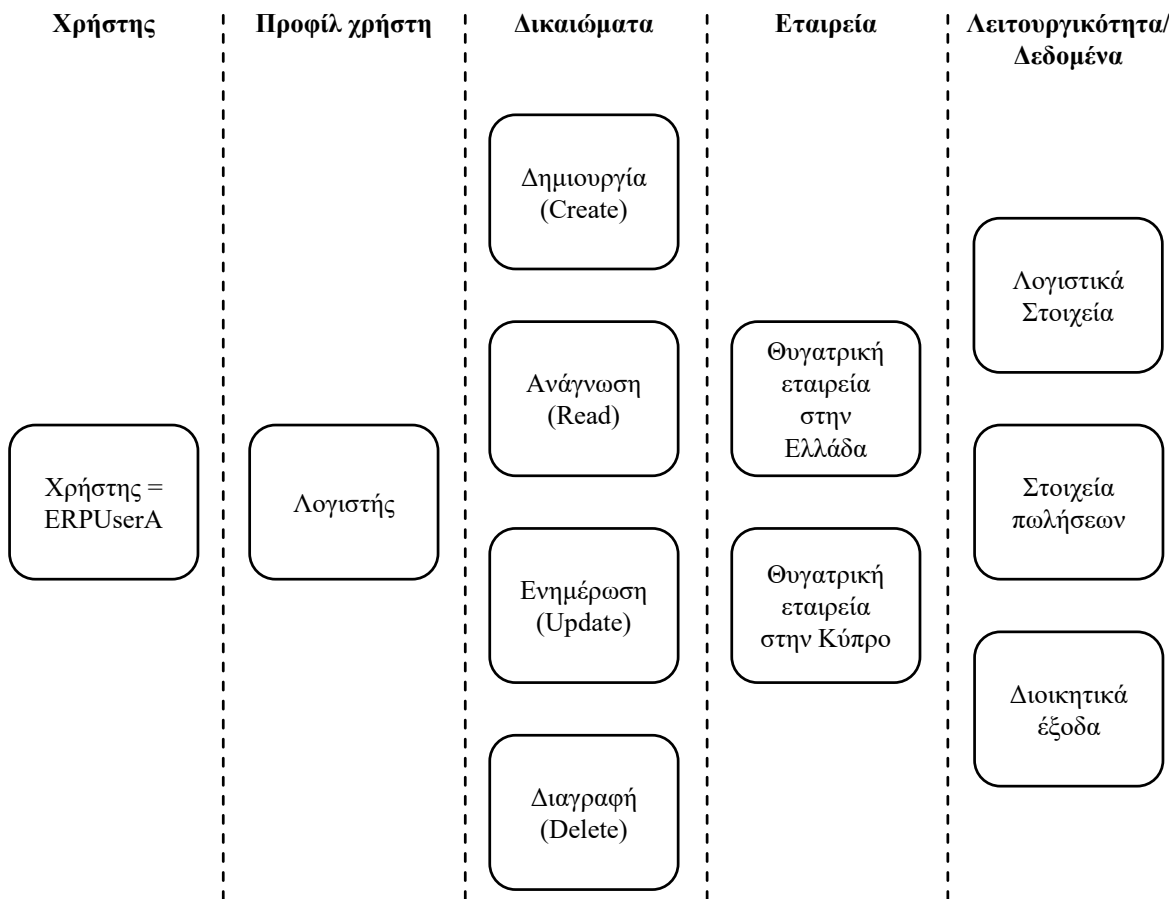 Χρήστης
Προφίλ χρήστη
Δικαιώματα
Εταιρεία
Λειτουργικότητα/
Δεδομένα
Χρήστης =
ERPUserA
Λογιστής
Δημιουργία
(Create)
Ανάγνωση
(Read)
Ενημέρωση
(Update)
Διαγραφή
(Delete)
Θυγατρική
εταιρεία
στην
Ελλάδα
Θυγατρική
εταιρεία
στην Κύπρο
Λογιστικά
Στοιχεία
Στοιχεία
πωλήσεων
Διοικητικά
έξοδα